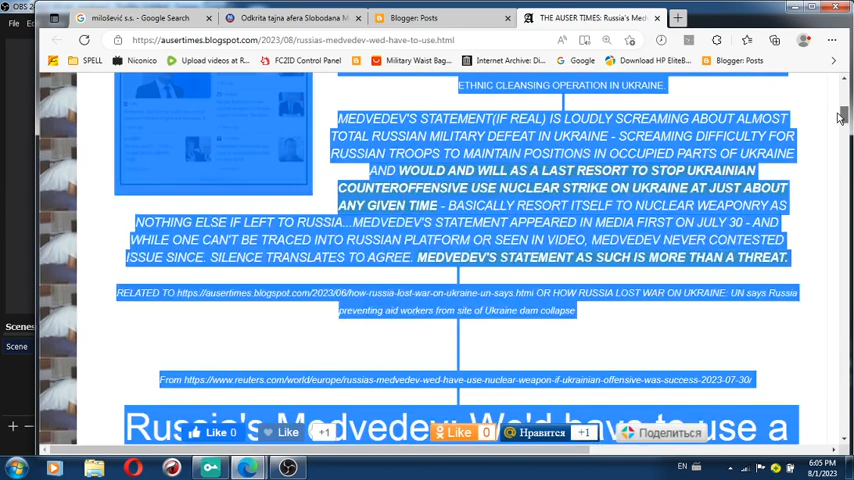 OBS 2
File
milošević s.s. - Google Search
Odkrita tajna afera Slobodana M
Blogger: Posts
THE AUSER TIMES: Russia's Med
https://ausertimes.blogspot.com/2023/08/russias-medvedev-wed-have-to-use.html
SPELL
Niconico
Upload videos at r...
FC2ID Control Panel
Military Waist Bag...
Internet Archive: Di...
Download HP EliteB...
Blogger: Posts
ETHNIC CLEANSING OPERATION IN UKRAINE.
MEDVEDEV'S STATEMENT(IF REAL) IS LOUDLY SCREAMING ABOUT ALMOST
TOTAL RUSSIAN MILITARY DEFEAT IN UKRAINE - SCREAMING DIFFICULTY FOR
RUSSIAN TROOPS TO MAINTAIN POSITIONS IN OCCUPIED PARTS OF UKRAINE
AND WOULD AND WILL AS A LAST RESORT TO STOP UKRAINIAN
COUNTEROFFENSIVE USE NUCLEAR STRIKE ON UKRAINE AT JUST ABOUT
ANY GIVEN TIME - BASICALLY RESORT ITSELF TO NUCLEAR WEAPONRY AS
NOTHING ELSE IF LEFT TO RUSSIA...MEDVEDEV'S STATEMENT APPEARED IN MEDIA FIRST ON JULY 30 - AND
WHILE ONE CAN'T BE TRACED INTO RUSSIAN PLATFORM OR SEEN IN VIDEO, MEDVEDEV NEVER CONTESTED
ISSUE SINCE. SILENCE TRANSLATES TO AGREE. MEDVEDEV'S STATEMENT AS SUCH IS MORE THAN A THREAT.
RELATED TO https://ausertimes.blogspot.com/2023/06/how-russia-lost-war-on-ukraine-un-says.html OR HOW RUSSIA LOST WAR ON UKRAINE: UN says Russia
preventing aid workers from site of Ukraine dam collapse
Scenes
Scene
From https://www.reuters.com/world/europe/russias-medvedev-wed-have-use-nuclear-weapon-if-ukrainian-offensive-was-success-2023-07-30/
Russia's Medvedev: We'd have to use a
Like 0
Like
+1
Like
0
Нравится
+1
Поделиться
EN
6:05 PM
8/1/2023